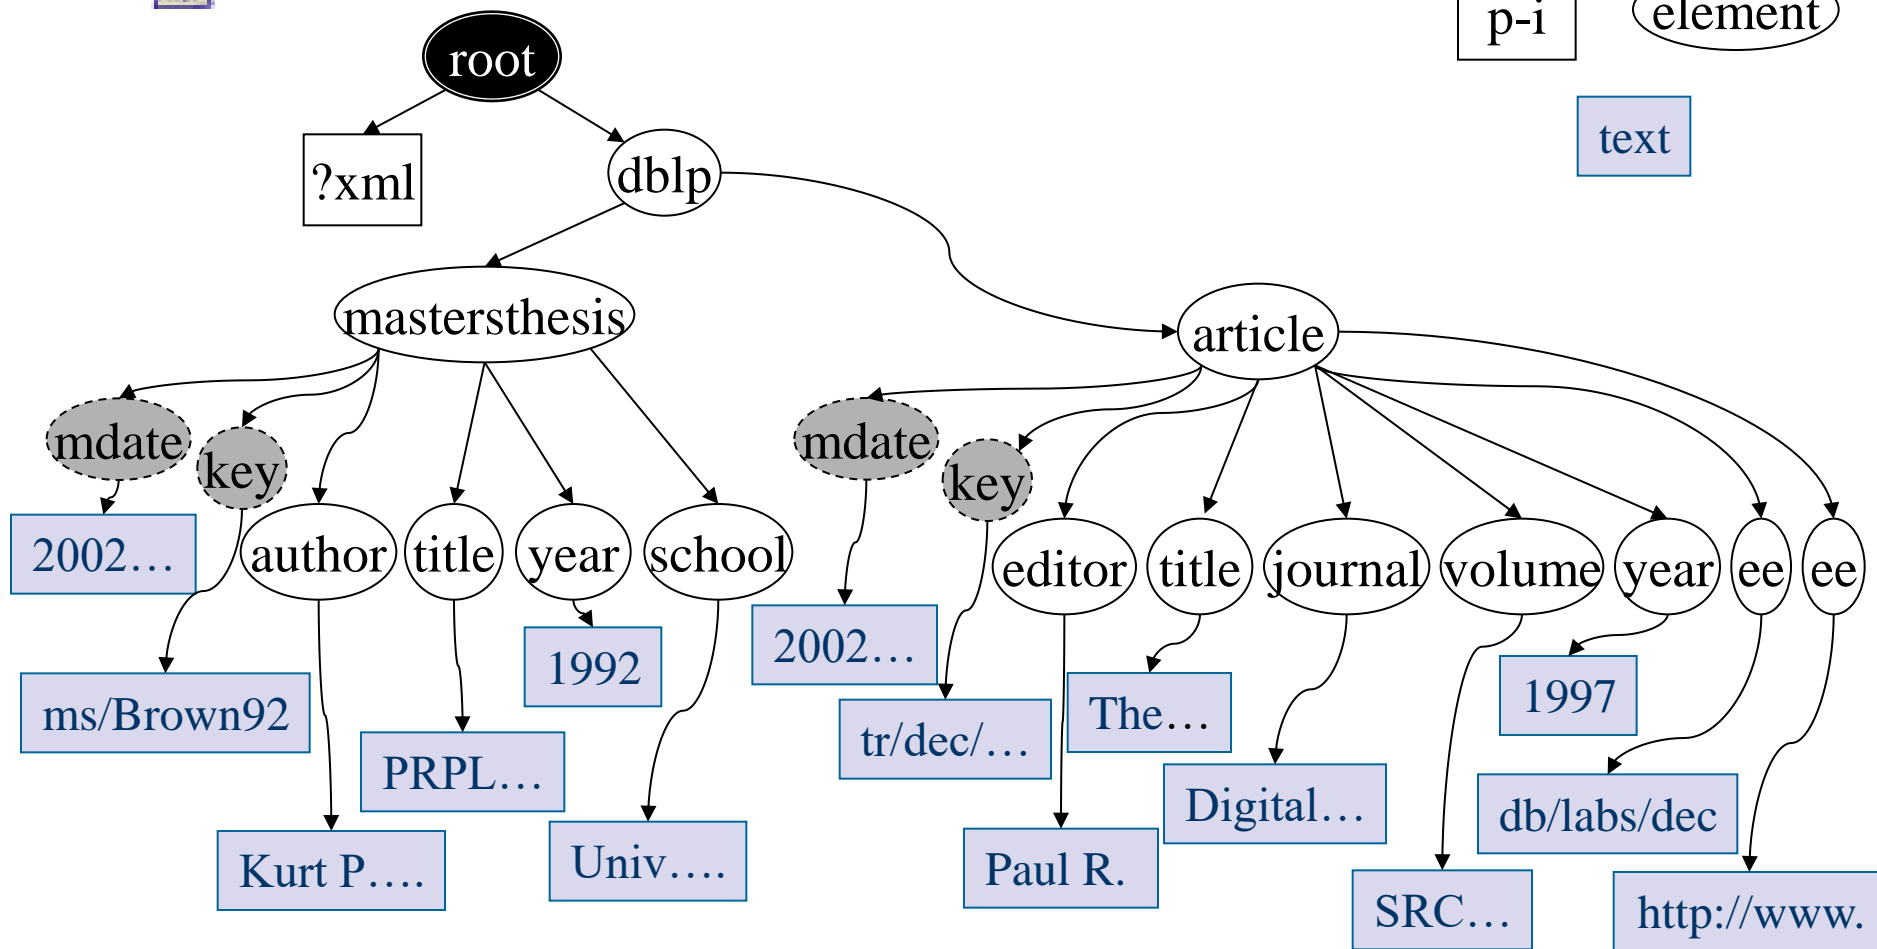 p-i
element
root
text
?xml
dblp
mastersthesis
article
mdate
key
mdate
key
author
title
year
school
editor
title
journal
volume
year
ee
ee
2002…
1992
2002…
ms/Brown92
1997
The…
tr/dec/…
PRPL…
Digital…
db/labs/dec
Kurt P….
Univ….
Paul R.
SRC…
http://www.